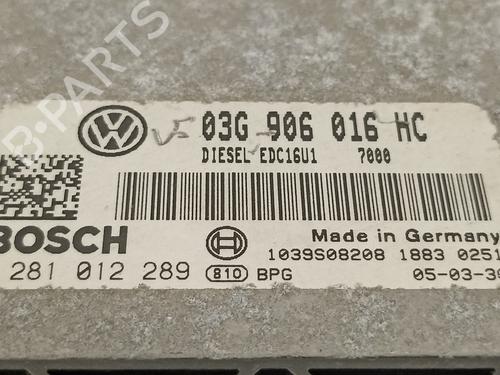 03G 906 016 HC
DIESEL EDC16U1 7000
BOSCH
Made in Germany
281 012 289 810 BPG
1039S08208 1883 0251
05-03-30
B-PARTS